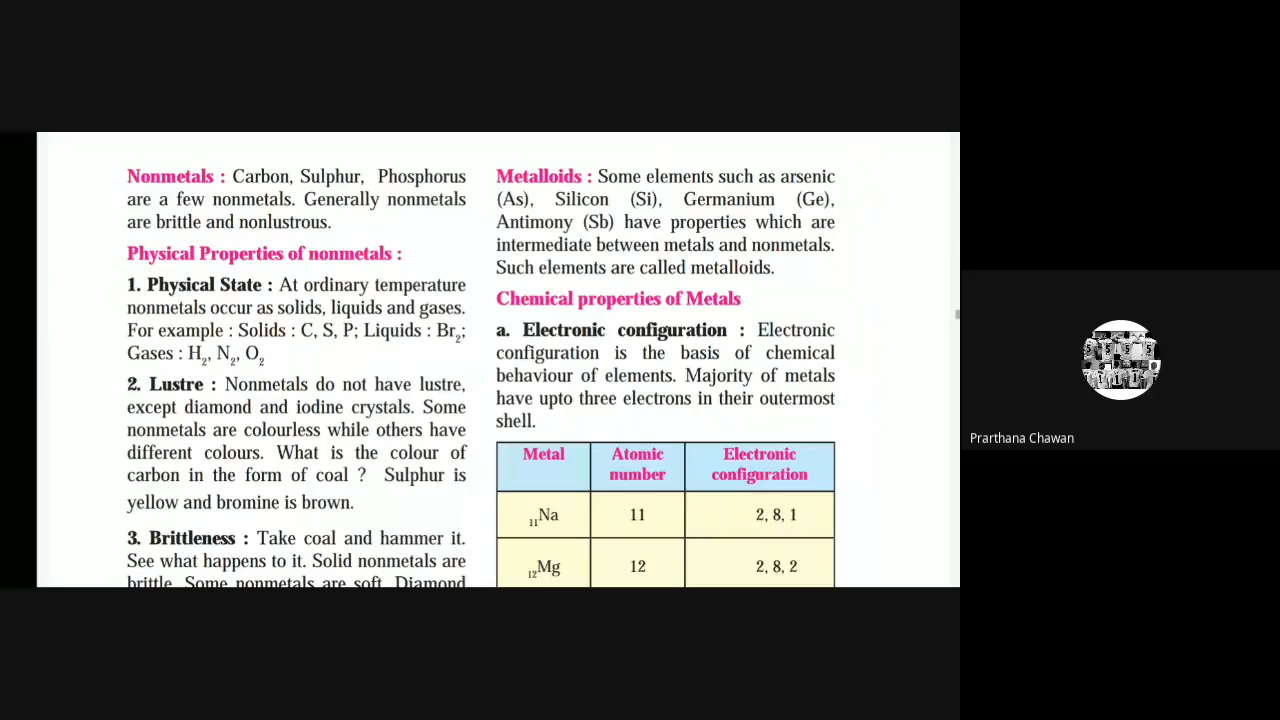 Nonmetals : Carbon, Sulphur, Phosphorus
are a few nonmetals. Generally nonmetals
are brittle and nonlustrous.
Physical Properties of nonmetals :
1. Physical State : At ordinary temperature
nonmetals occur as solids, liquids and gases.
For example : Solids : C, S, P; Liquids : Br₂;
Gases : H₂, N₂, O₂
2. Lustre : Nonmetals do not have lustre,
except diamond and iodine crystals. Some
nonmetals are colourless while others have
different colours. What is the colour of
carbon in the form of coal ? Sulphur is
yellow and bromine is brown.
3. Brittleness : Take coal and hammer it.
See what happens to it. Solid nonmetals are
brittle. Some nonmetals are soft. Diamond
Metalloids : Some elements such as arsenic
(As), Silicon (Si), Germanium (Ge),
Antimony (Sb) have properties which are
intermediate between metals and nonmetals.
Such elements are called metalloids.
Chemical properties of Metals
a. Electronic configuration : Electronic
configuration is the basis of chemical
behaviour of elements. Majority of metals
have upto three electrons in their outermost
shell.
Metal Atomic number Electronic configuration
₁₁Na 11 2, 8, 1
₁₂Mg 12 2, 8, 2
Prarthana Chawan